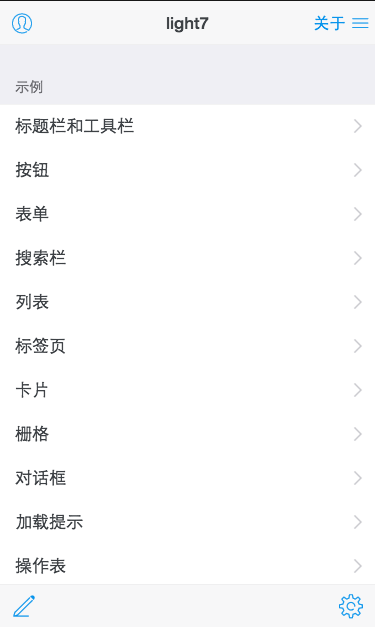 light7
关于
示例
标题栏和工具栏
按钮
表单
搜索栏
列表
标签页
卡片
栅格
对话框
加载提示
操作表